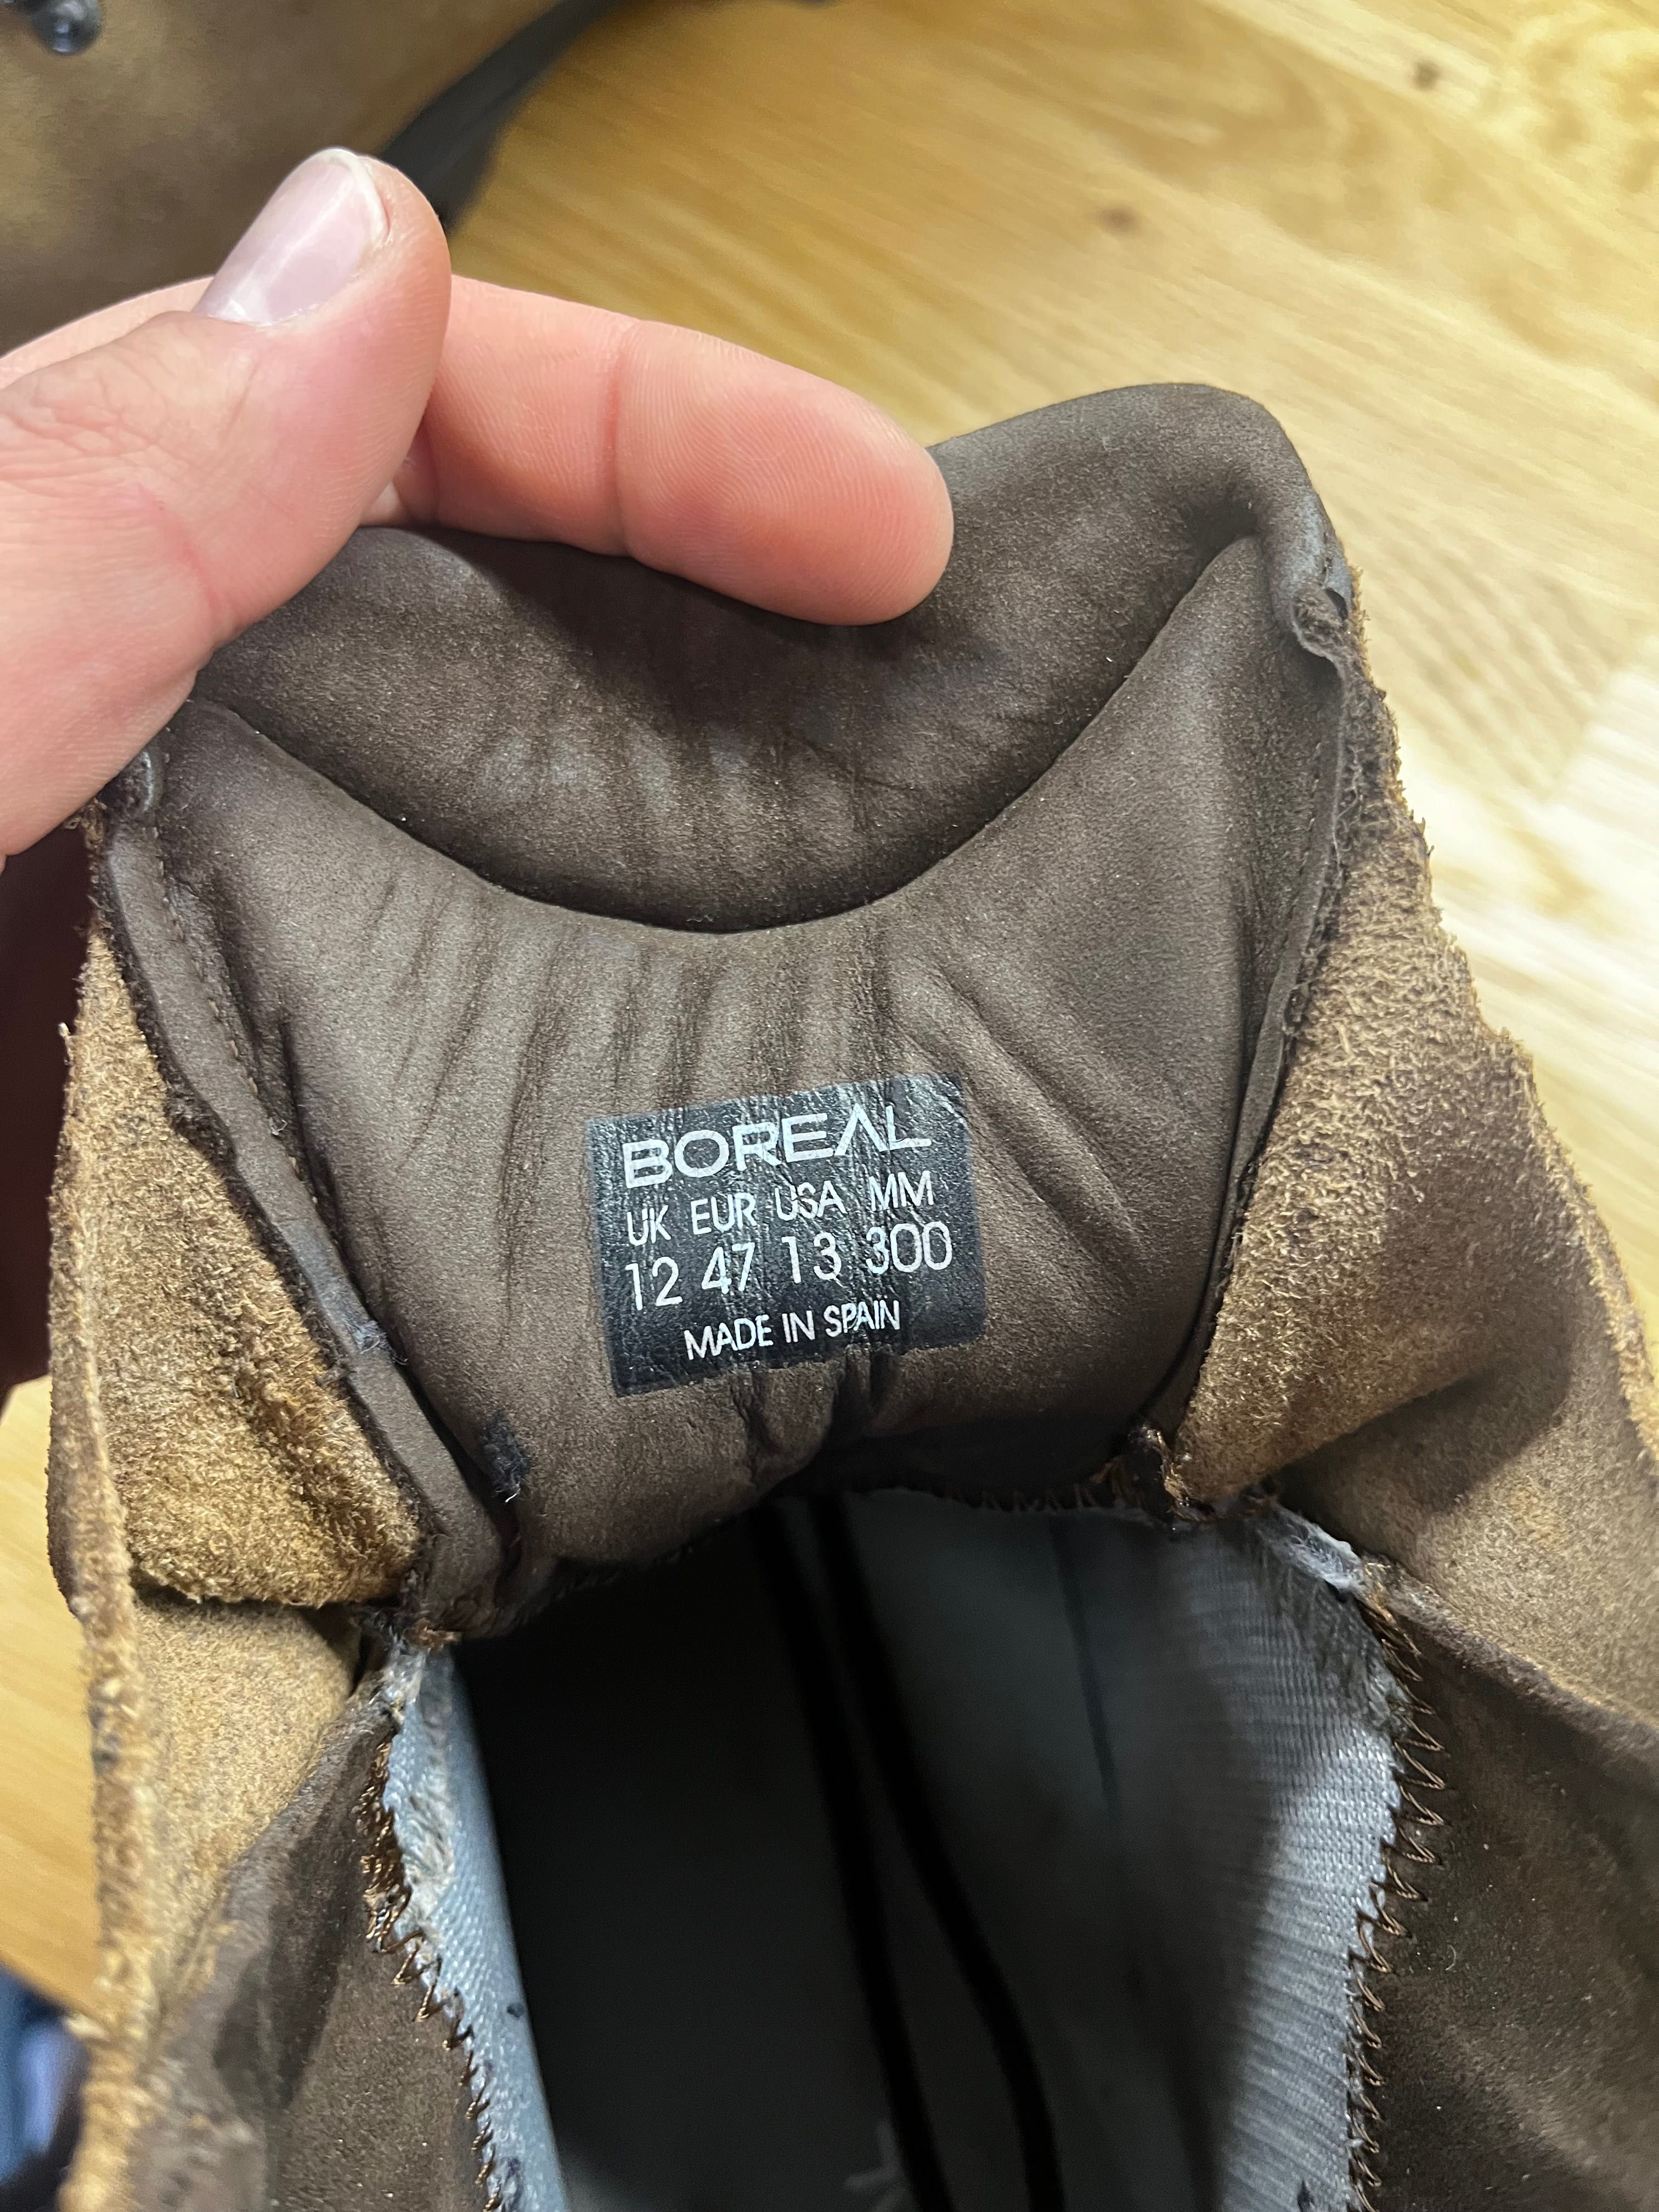 BOREAL
UK EUR USA MM
12 47 13 300
MADE IN SPAIN